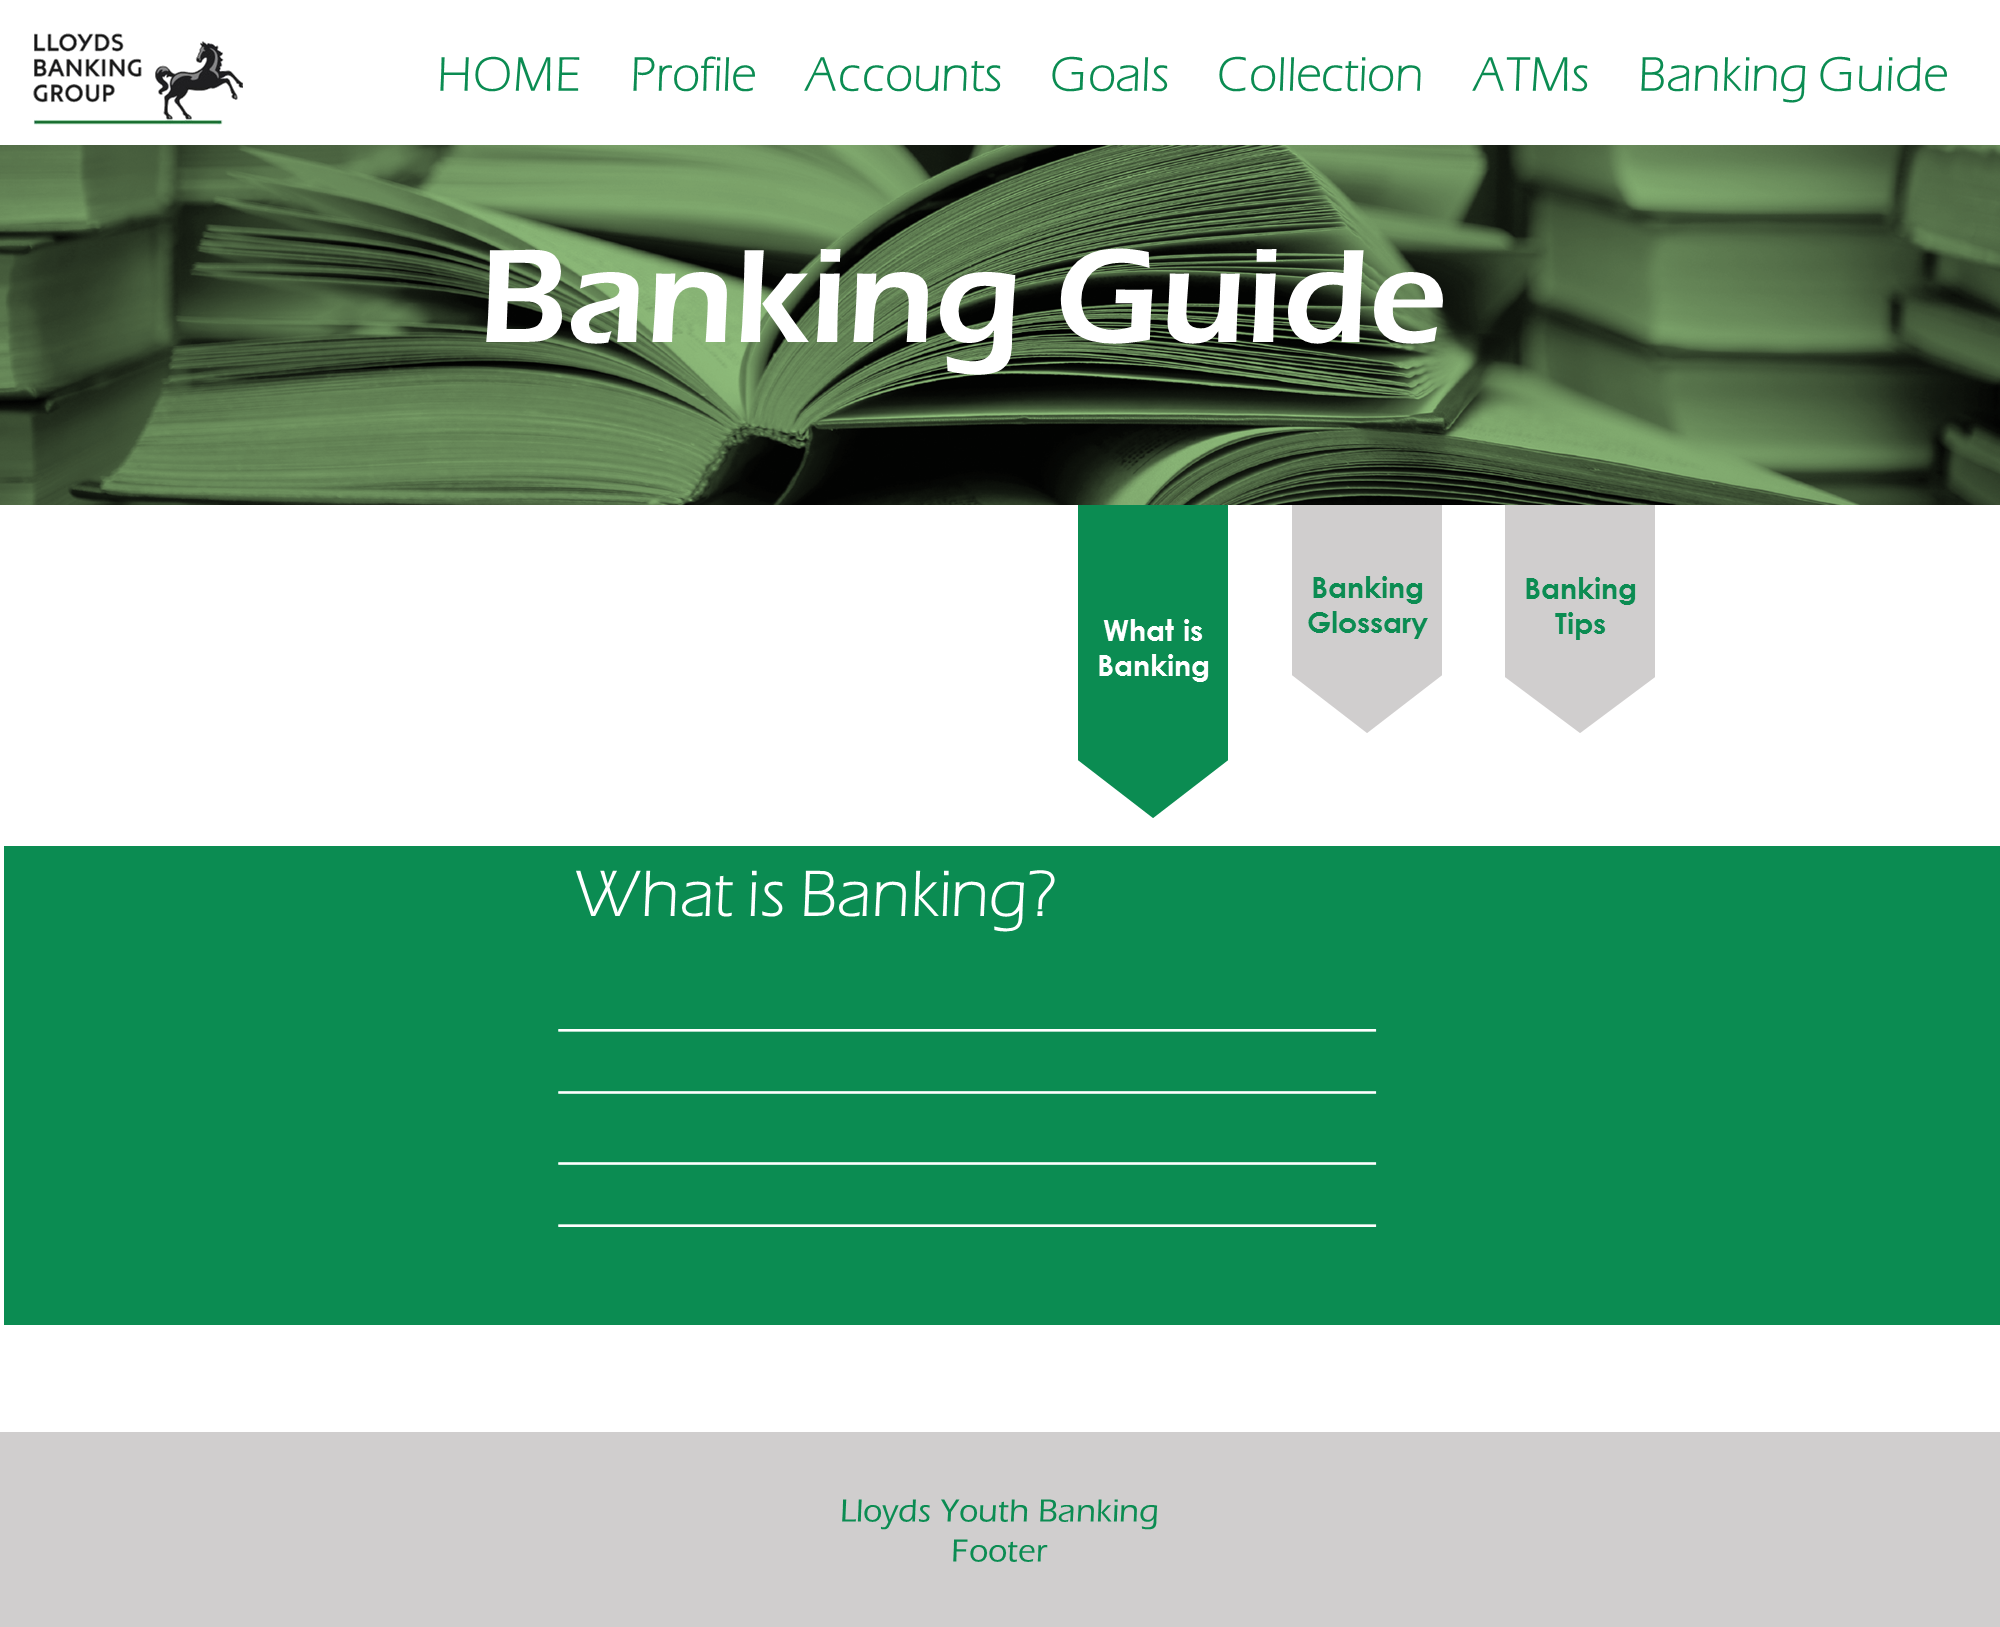 LLOYDS
BANKING
GROUP
HOME Profile Accounts Goals Collection ATMs Banking Guide
Banking Guide
What is
Banking
Banking
Glossary
Banking
Tips
What is Banking?
Lloyds Youth Banking
Footer